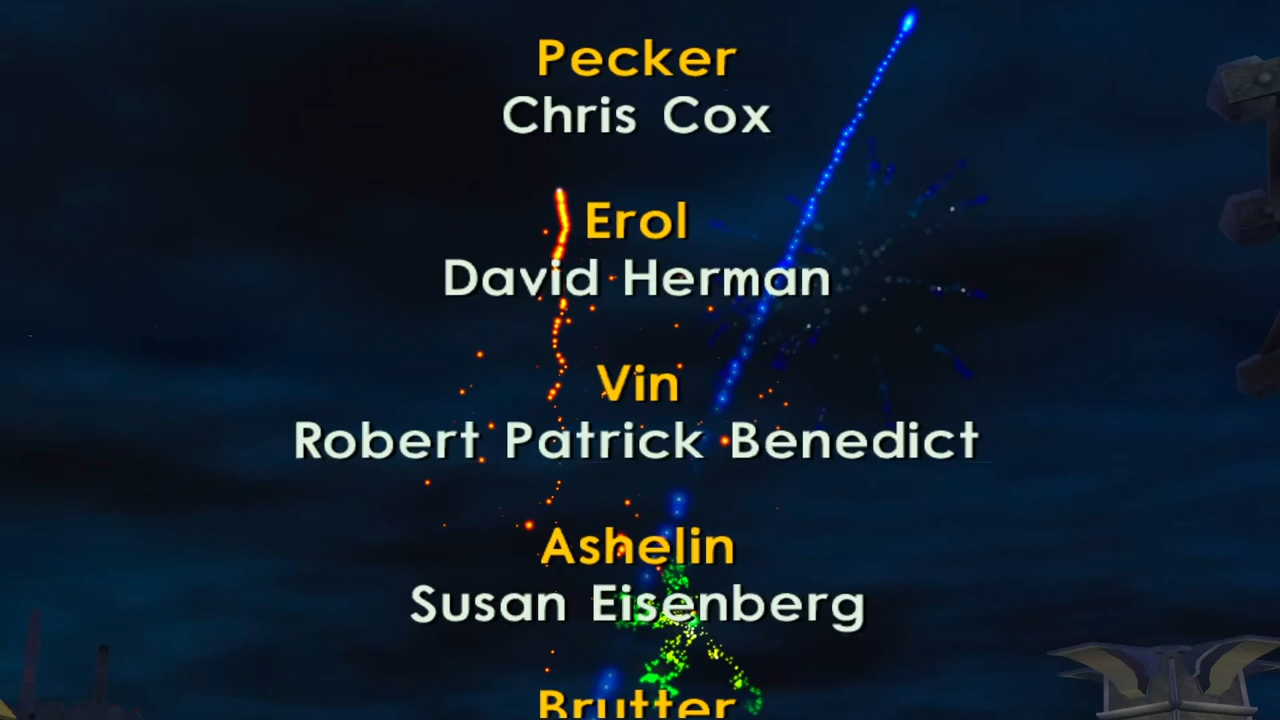 Pecker
Chris Cox
Erol
David Herman
Vin
Robert Patrick Benedict
Ashelin
Susan Eisenberg
Brutter